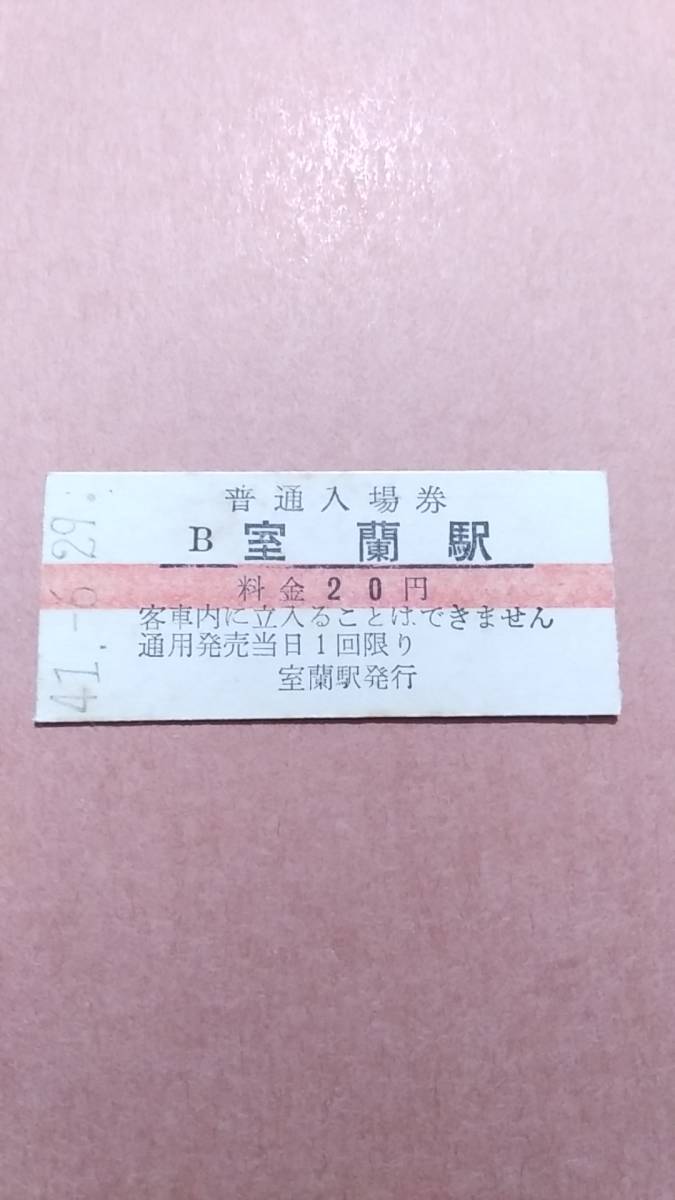 普通入場券
B 室蘭駅
料金20円
客車内に立入ることはできません
通用発売当日1回限り
室蘭駅発行
41.-6.29.